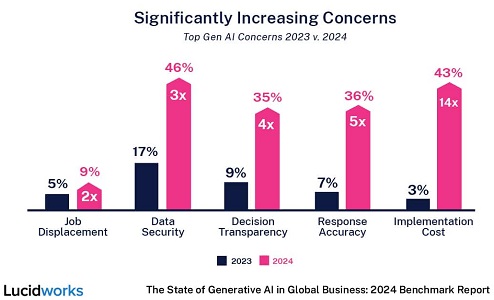 Significantly Increasing Concerns
Top Gen AI Concerns 2023 v. 2024
5%
9%
2x
17%
46%
3x
9%
35%
4x
7%
36%
5x
3%
43%
14x
Job
Displacement
Data
Security
Decision
Transparency
Response
Accuracy
Implementation
Cost
2023
2024
Lucidworks
The State of Generative AI in Global Business: 2024 Benchmark Report